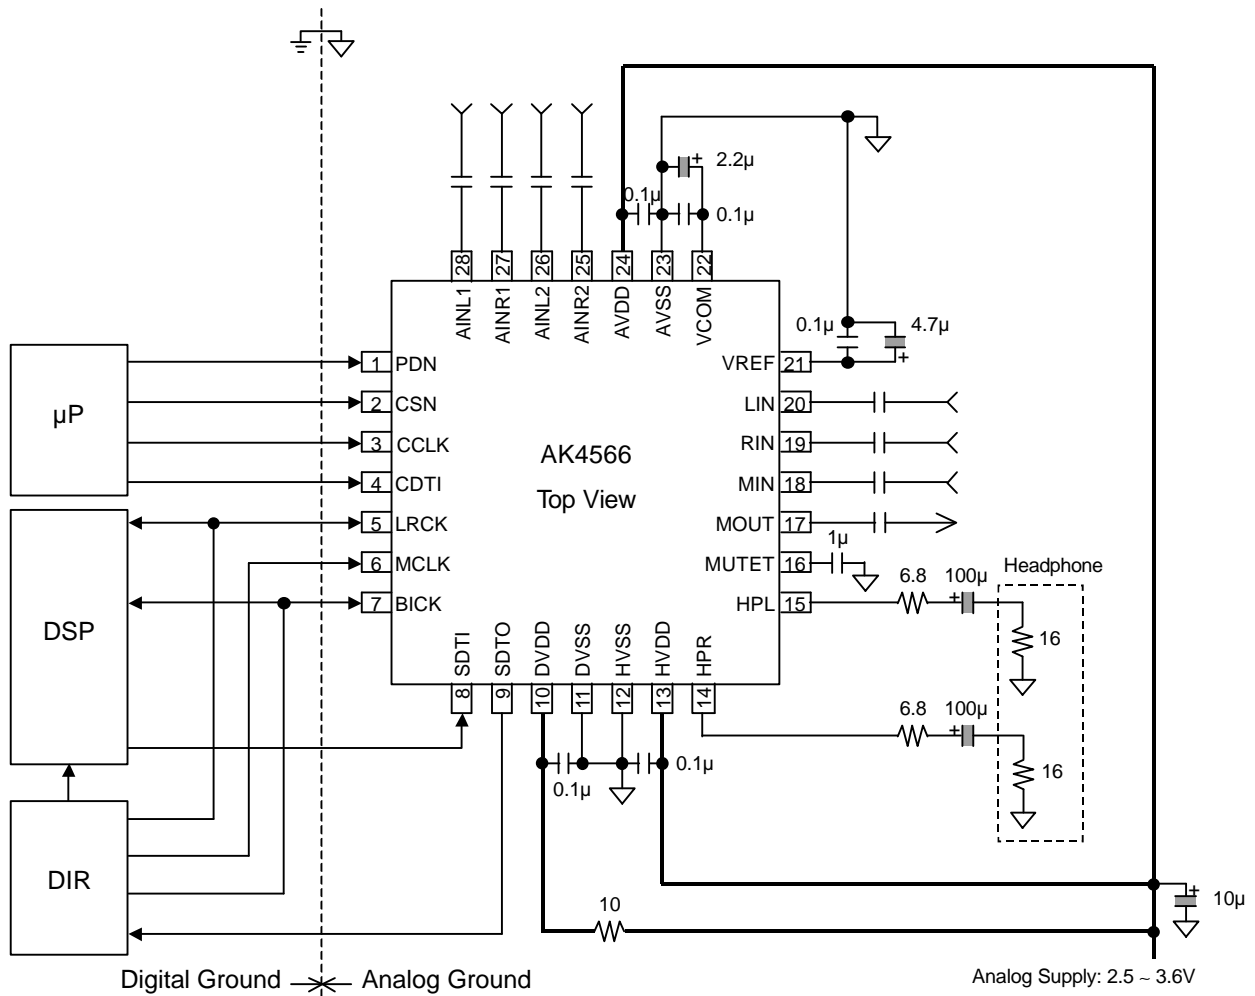 2.2µ
0.1µ
0.1µ
28
27
26
25
24
23
22
AINL1
AINR1
AINL2
AINR2
AVDD
AVSS
VCOM
0.1µ
4.7µ
µP
1 PDN
2 CSN
3 CCLK
4 CDTI
5 LRCK
6 MCLK
7 BICK
AK4566
Top View
VREF 21
LIN 20
RIN 19
MIN 18
MOUT 17
MUTET 16
HPL 15
1µ
Headphone
6.8
100µ
16
DSP
SDTI
SDTO
DVDD
DVSS
HVSS
HVDD
HPR
8
9
10
11
12
13
14
6.8
100µ
16
0.1µ
0.1µ
DIR
10
10µ
Digital Ground
Analog Ground
Analog Supply: 2.5 ~ 3.6V